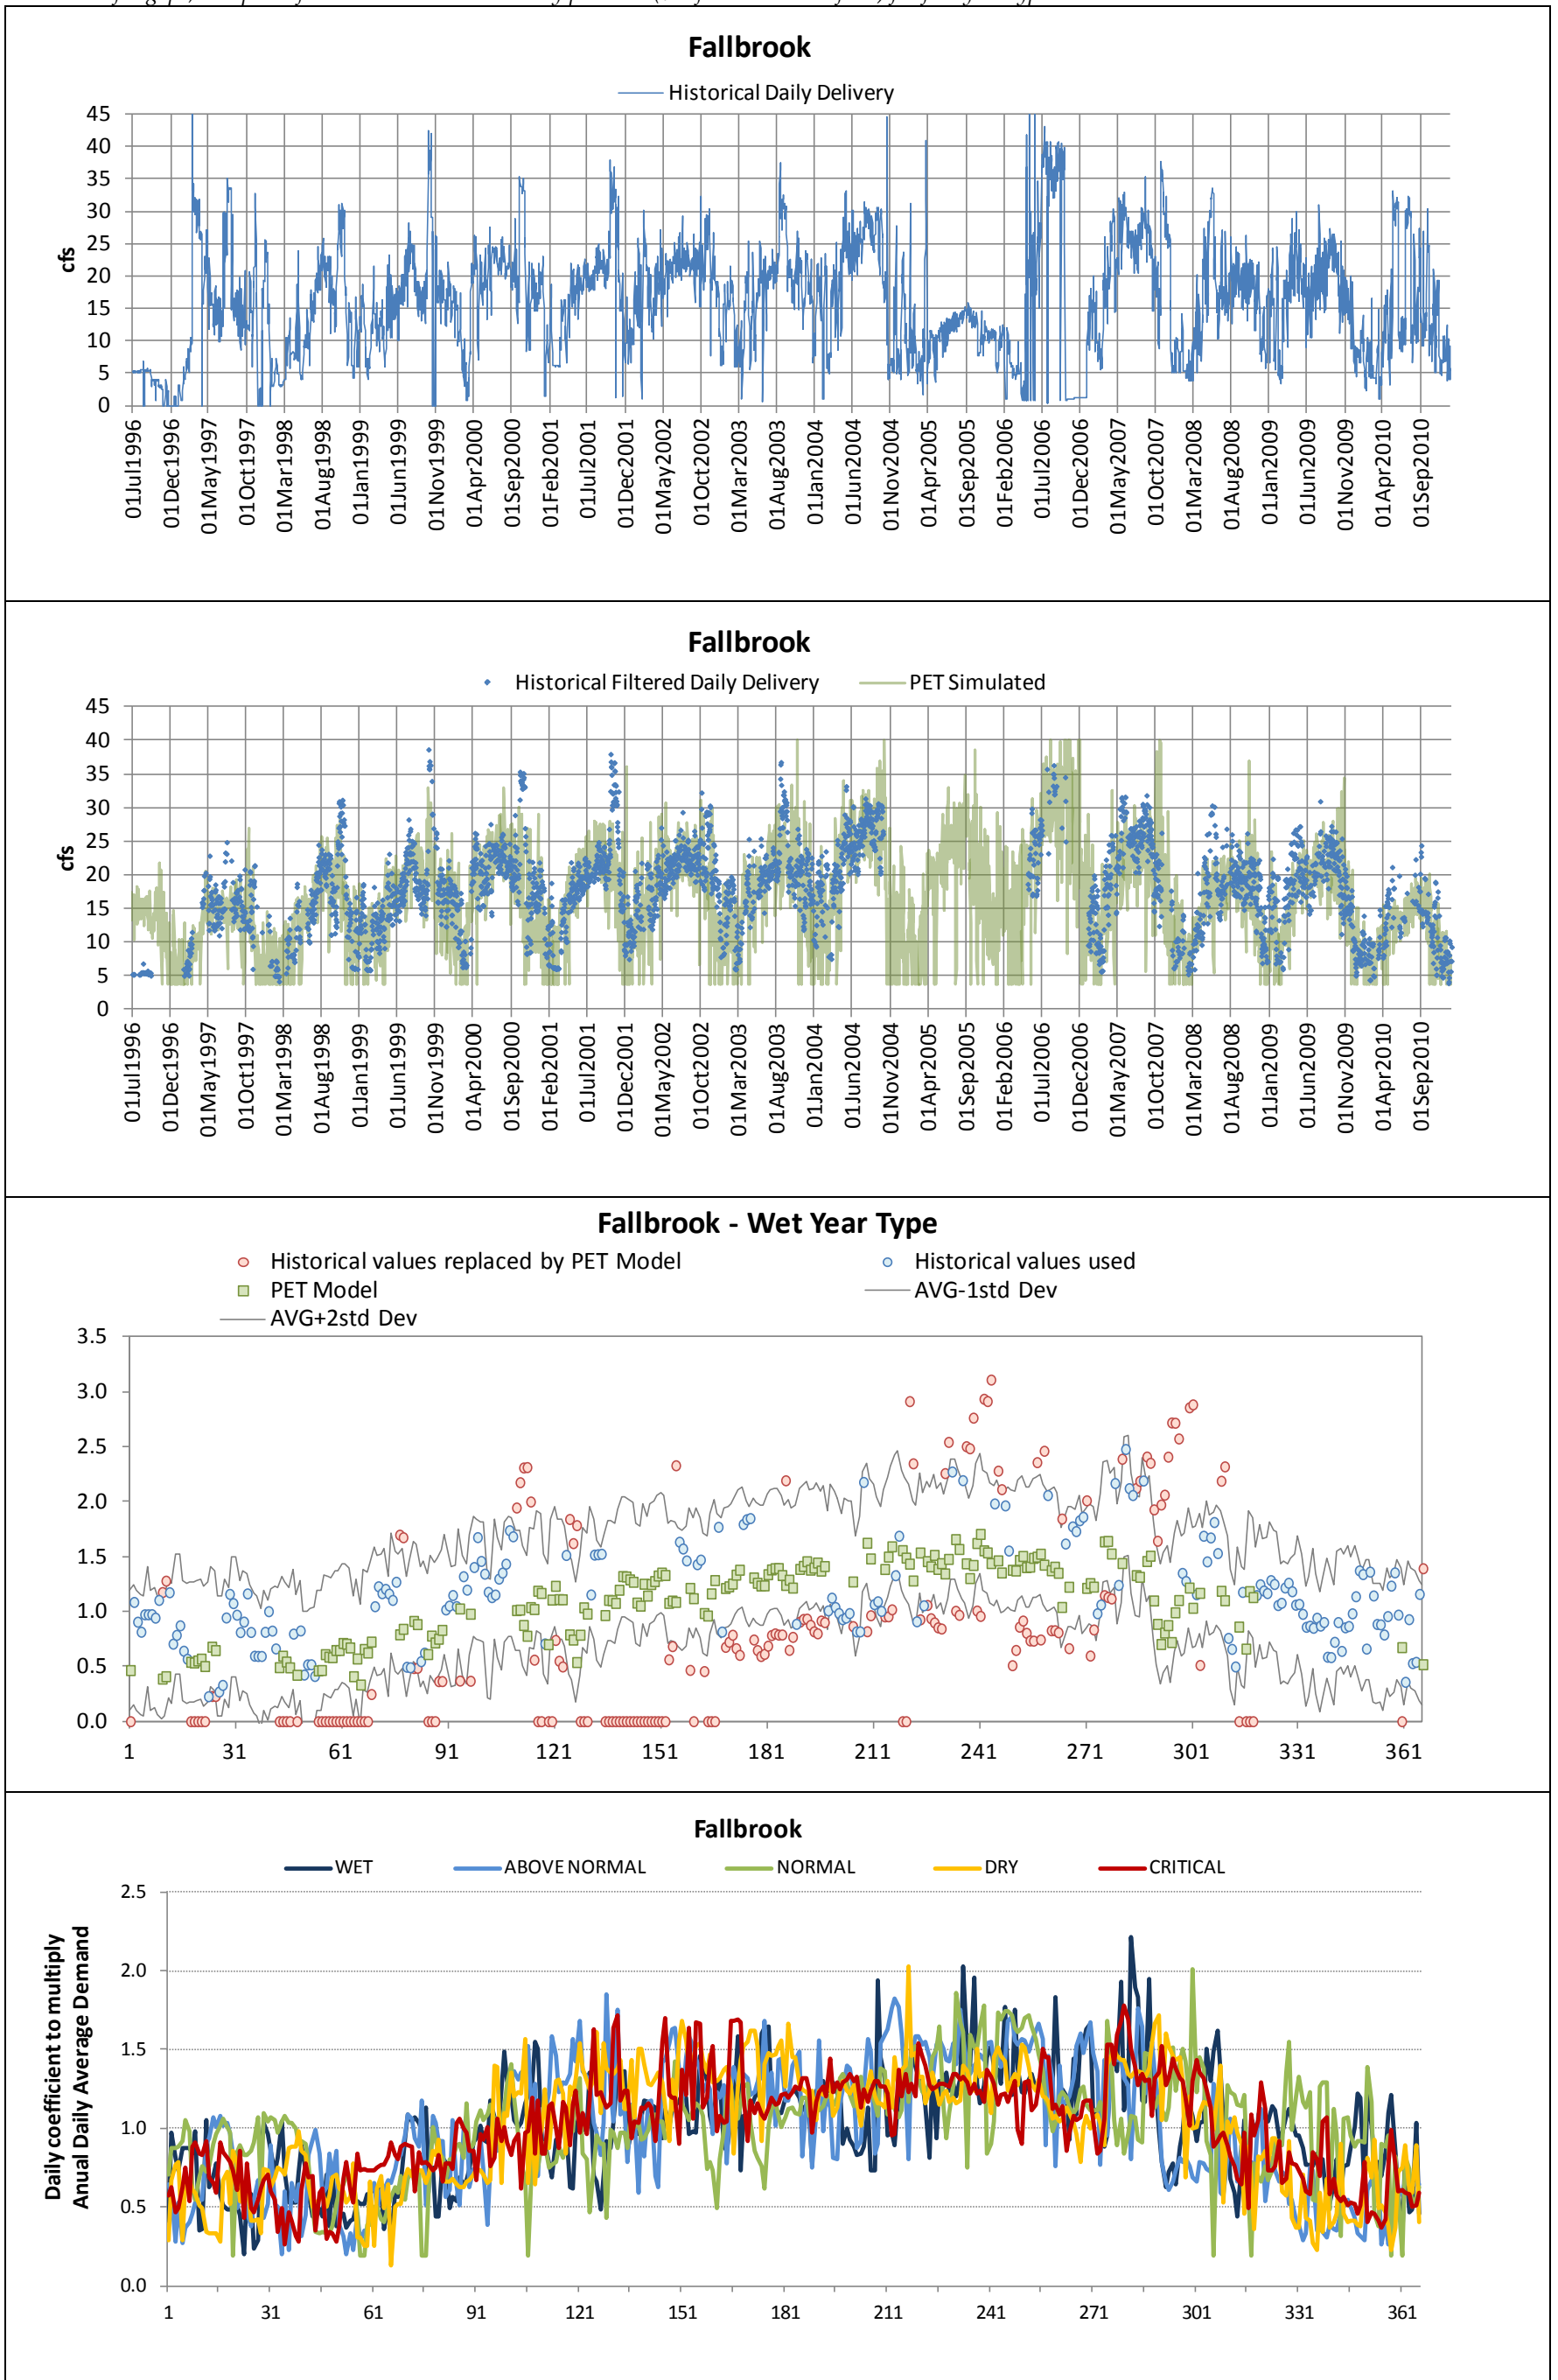 Fallbrook
Historical Daily Delivery
45
40
35
30
25
20
15
10
5
0
cfs
01Jul1996 01Dec1996 01May1997 01Oct1997 01Mar1998 01Aug1998 01Jan1999 01Jun1999 01Nov1999 01Apr2000 01Sep2000 01Feb2001 01Jul2001 01Dec2001 01May2002 01Oct2002 01Mar2003 01Aug2003 01Jan2004 01Jun2004 01Nov2004 01Apr2005 01Sep2005 01Feb2006 01Jul2006 01Dec2006 01May2007 01Oct2007 01Mar2008 01Aug2008 01Jan2009 01Jun2009 01Nov2009 01Apr2010 01Sep2010
Fallbrook
Historical Filtered Daily Delivery PET Simulated
45
40
35
30
25
20
15
10
5
0
cfs
01Jul1996 01Dec1996 01May1997 01Oct1997 01Mar1998 01Aug1998 01Jan1999 01Jun1999 01Nov1999 01Apr2000 01Sep2000 01Feb2001 01Jul2001 01Dec2001 01May2002 01Oct2002 01Mar2003 01Aug2003 01Jan2004 01Jun2004 01Nov2004 01Apr2005 01Sep2005 01Feb2006 01Jul2006 01Dec2006 01May2007 01Oct2007 01Mar2008 01Aug2008 01Jan2009 01Jun2009 01Nov2009 01Apr2010 01Sep2010
Fallbrook - Wet Year Type
Historical values replaced by PET Model Historical values used
PET Model AVG-1std Dev
AVG+2std Dev
3.5
3.0
2.5
2.0
1.5
1.0
0.5
0.0
1 31 61 91 121 151 181 211 241 271 301 331 361
Fallbrook
WET ABOVE NORMAL NORMAL DRY CRITICAL
2.5
2.0
1.5
1.0
0.5
0.0
Daily coefficient to multiply
Anual Daily Average Demand
1 31 61 91 121 151 181 211 241 271 301 331 361